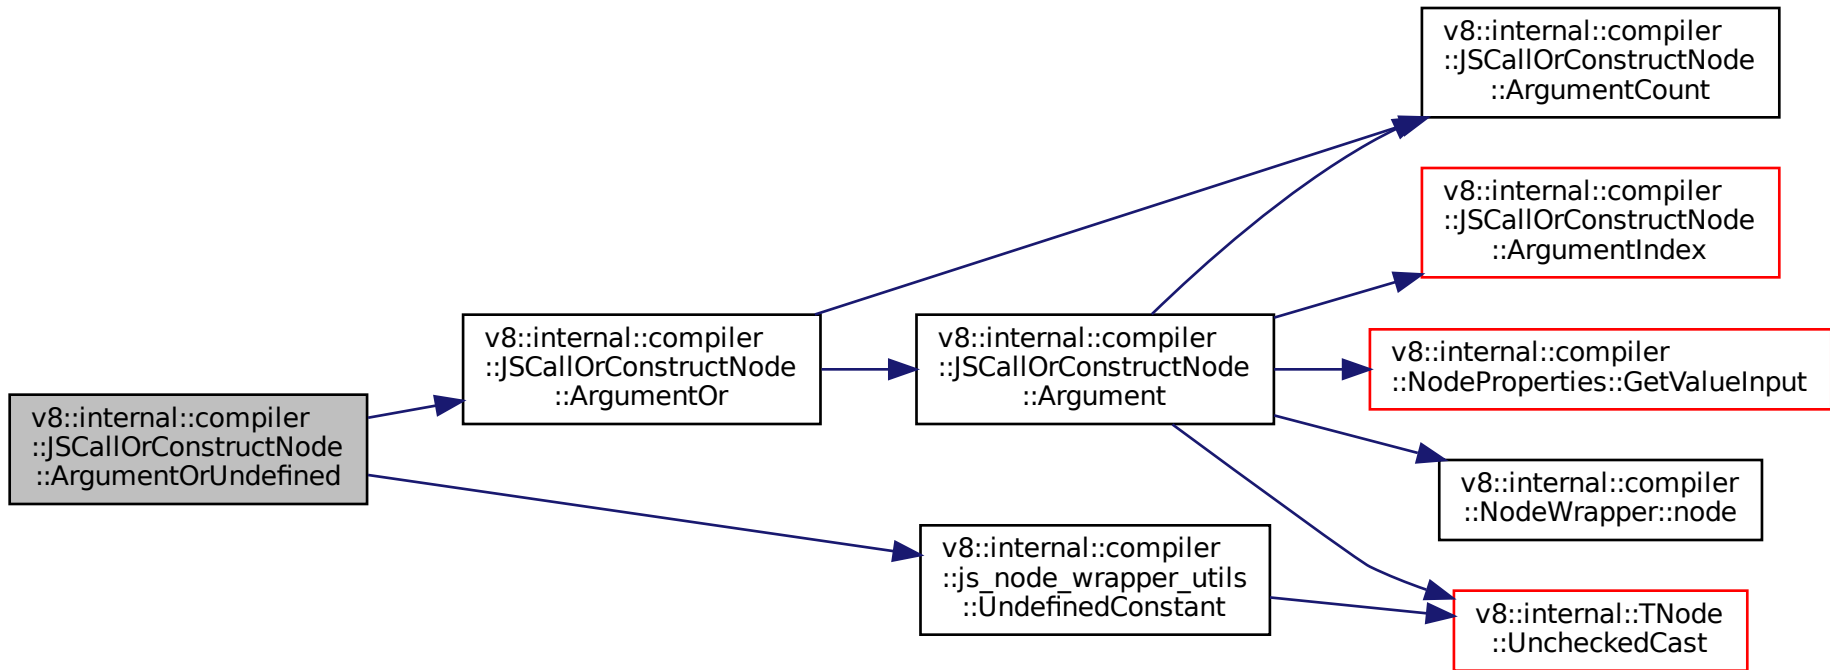 v8::internal::compiler
::JSCallOrConstructNode
::ArgumentOrUndefined
v8::internal::compiler
::JSCallOrConstructNode
::ArgumentOr
v8::internal::compiler
::JSCallOrConstructNode
::Argument
v8::internal::compiler
::JSCallOrConstructNode
::ArgumentCount
v8::internal::compiler
::JSCallOrConstructNode
::ArgumentIndex
v8::internal::compiler
::NodeProperties::GetValueInput
v8::internal::compiler
::NodeWrapper::node
v8::internal::compiler
::js_node_wrapper_utils
::UndefinedConstant
v8::internal::TNode
::UncheckedCast